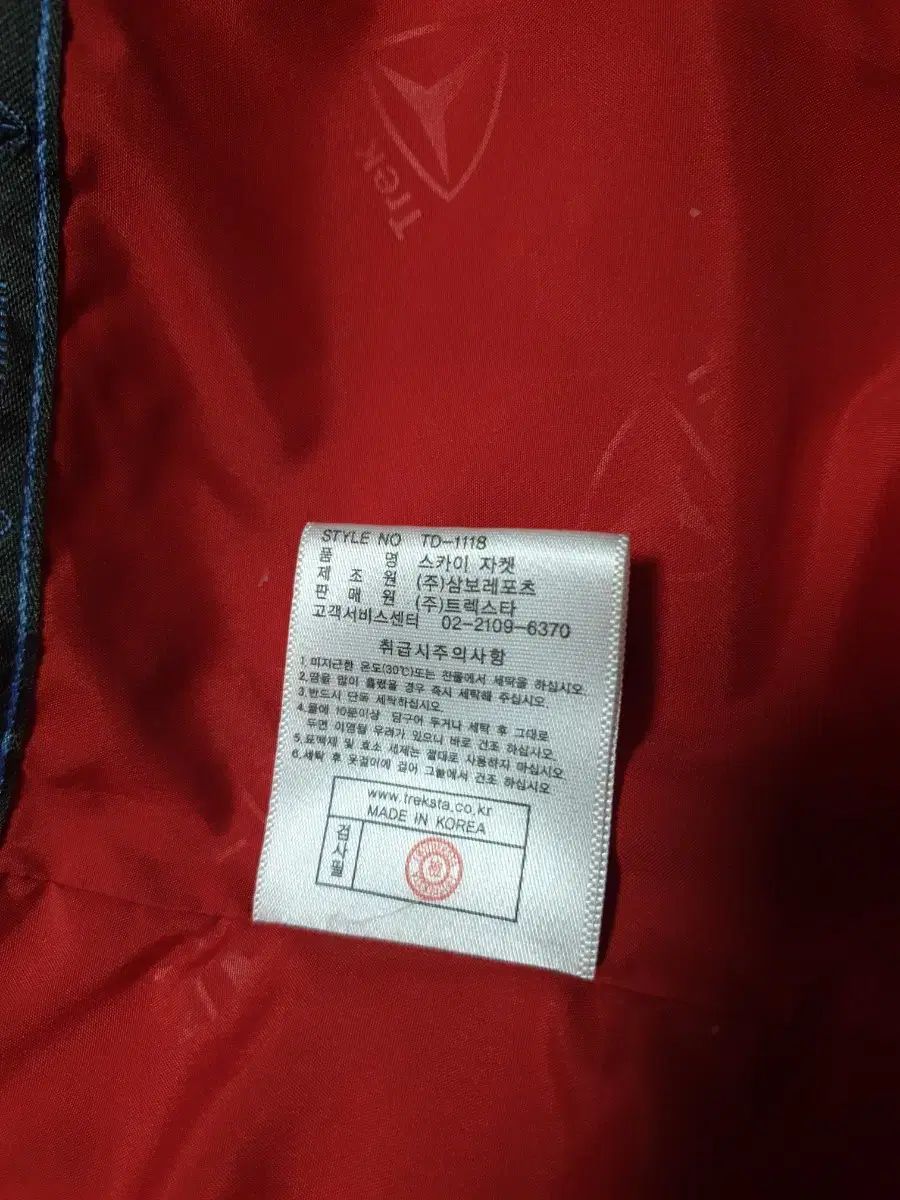 Trek
STYLE NO TD-1118
품 명 스카이 자켓
제 조 원 (주)삼보레포츠
판 매 원 (주)트렉스타
고객서비스센터 02-2109-6370
취급시주의사항
1.미지근한 온도(30℃)또는 찬물에서 세탁을 하십시오
2.땀을 많이 흘렸을 경우 즉시 세탁해 주십시오.
3.반드시 단독 세탁하십시오
4.물에 10분이상 담구어 두거나 세탁 후 그대로
두면 이염될 우려가 있으니 바로 건조 하십시오
5.표백제 및 효소 세제는 절대로 사용하지 마십시오
6.세탁 후 옷걸이에 걸어 그늘에서 건조 하십시오
www.treksta.co.kr
MADE IN KOREA
검사필